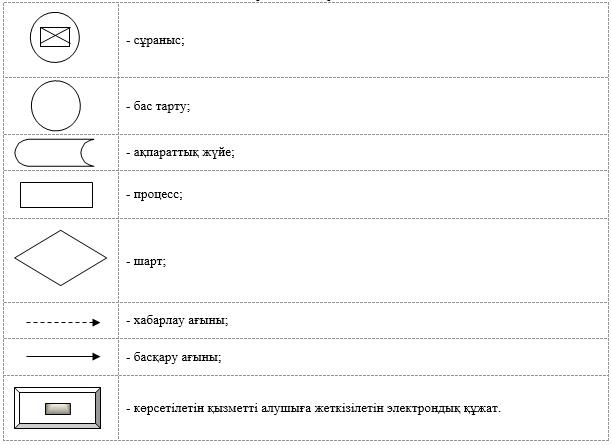 - сұраныс;
- бас тарту;
- ақпараттық жүйе;
- процесс;
- шарт;
- хабарлау ағыны;
- басқару ағыны;
- көрсетілетін қызметті алушыға жеткізілетін электрондық құжат.